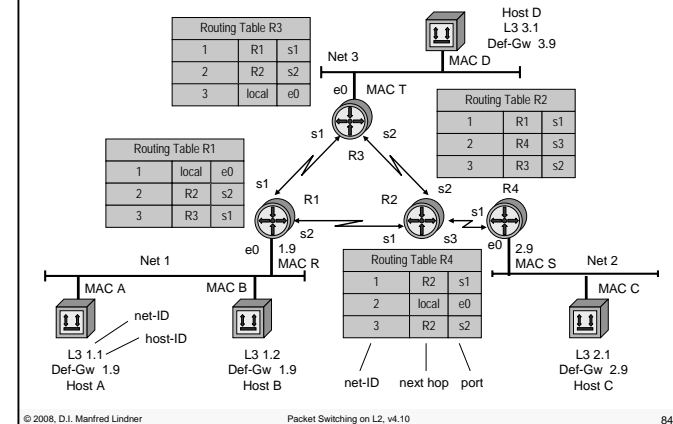 Host D
L3 3.1
Def-Gw 3.9
MAC D
Net 3
e0
MAC T
Routing Table R3
1 R1 s1
2 R2 s2
3 local e0
s1
s2
R3
Routing Table R2
1 R1 s1
2 R4 s3
3 R3 s2
Routing Table R1
1 local e0
2 R2 s2
3 R3 s1
s1
R1
s2
e0
1.9
MAC R
R2
s2
s1
s3
R4
s1
e0
2.9
MAC S
Net 1
MAC A
MAC B
Routing Table R4
1 R2 s1
2 local e0
3 R2 s2
net-ID
next hop
port
Net 2
MAC C
net-ID
host-ID
L3 1.1
Def-Gw 1.9
Host A
L3 1.2
Def-Gw 1.9
Host B
L3 2.1
Def-Gw 2.9
Host C
© 2008, D.I. Manfred Lindner
Packet Switching on L2, v4.10
84